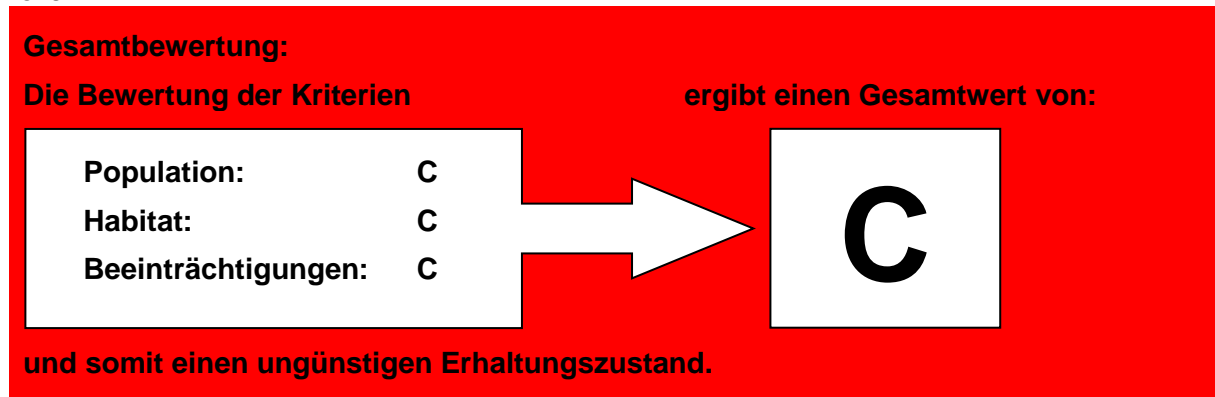 Gesamtbewertung:
Die Bewertung der Kriterien ergibt einen Gesamtwert von:
Population: C
Habitat: C
Beeinträchtigungen: C
C
und somit einen ungünstigen Erhaltungszustand.